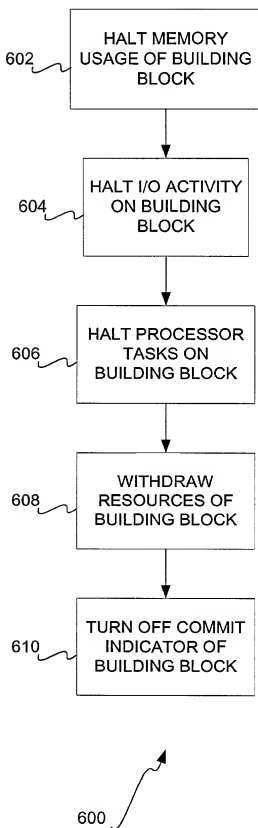 HALT MEMORY
USAGE OF BUILDING
BLOCK
602
HALT I/O ACTIVITY
ON BUILDING
BLOCK
604
HALT PROCESSOR
TASKS ON
BUILDING BLOCK
606
WITHDRAW
RESOURCES OF
BUILDING BLOCK
608
TURN OFF COMMIT
INDICATOR OF
BUILDING BLOCK
610
600